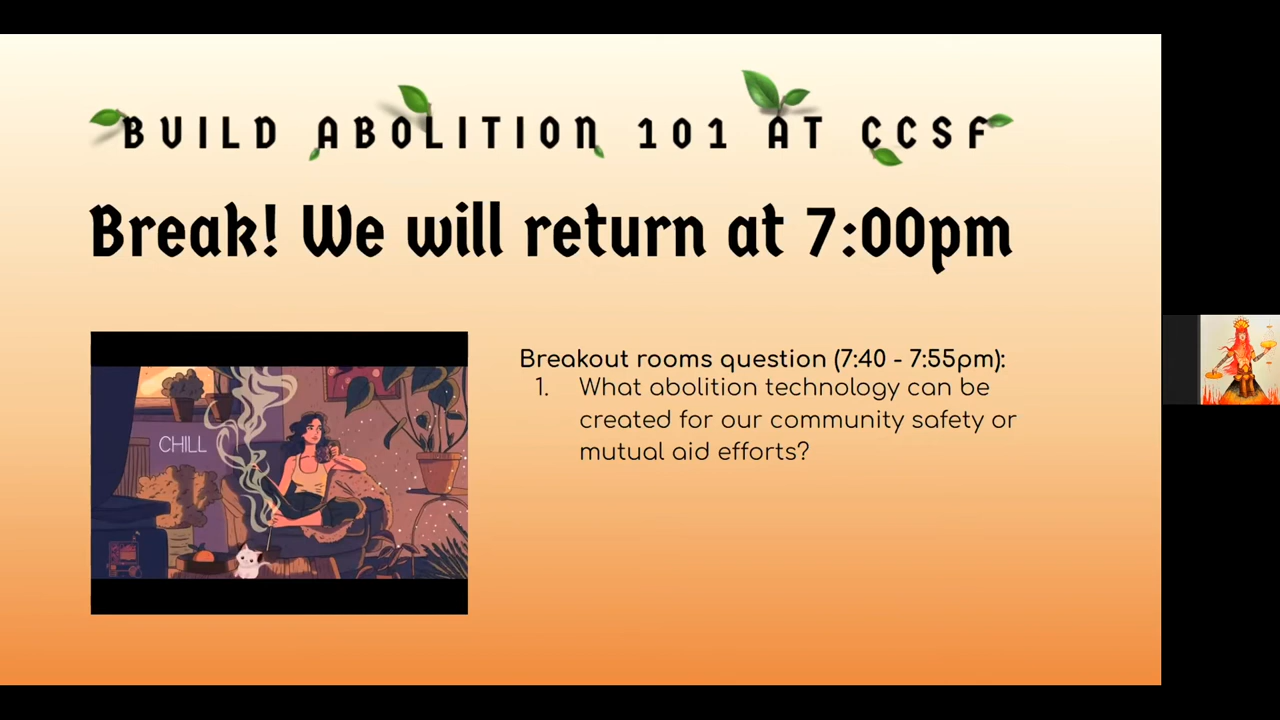 BUILD ABOLITION 101 AT CCSF
Break! We will return at 7:00pm
CHILL
Breakout rooms question (7:40 - 7:55pm):
1. What abolition technology can be
created for our community safety or
mutual aid efforts?